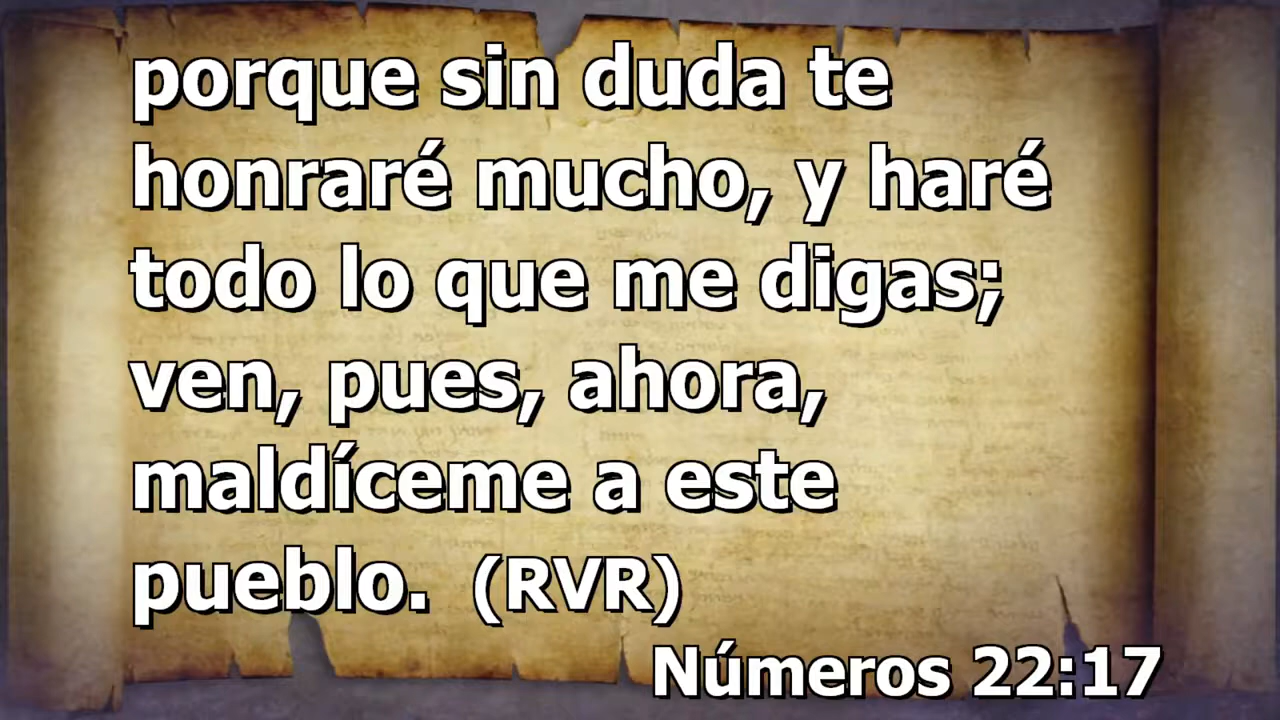 porque sin duda te
honraré mucho, y haré
todo lo que me digas;
ven, pues, ahora,
maldíceme a este
pueblo. (RVR)
Números 22:17